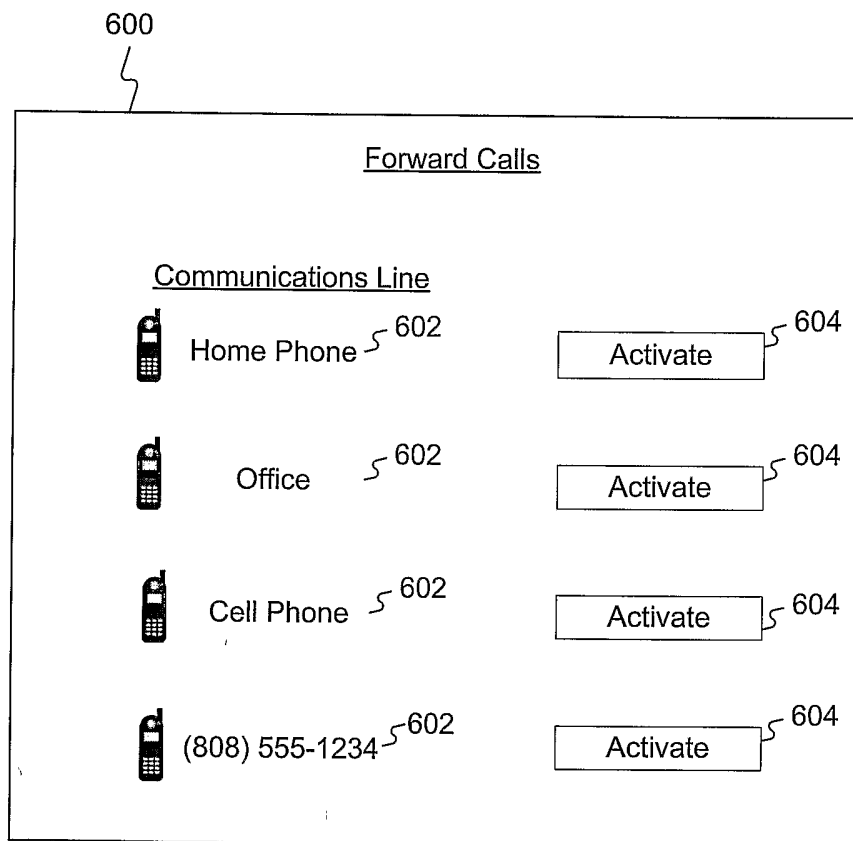 600
Forward Calls
Communications Line
Home Phone 602 Activate 604
Office 602 Activate 604
Cell Phone 602 Activate 604
(808) 555-1234 602 Activate 604